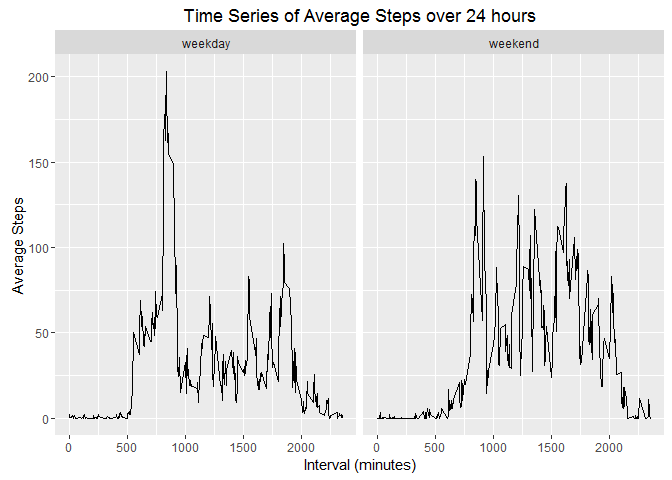 Time Series of Average Steps over 24 hours
weekday weekend
Average Steps
200
150
100
50
0
0 500 1000 1500 2000 0 500 1000 1500 2000
Interval (minutes)